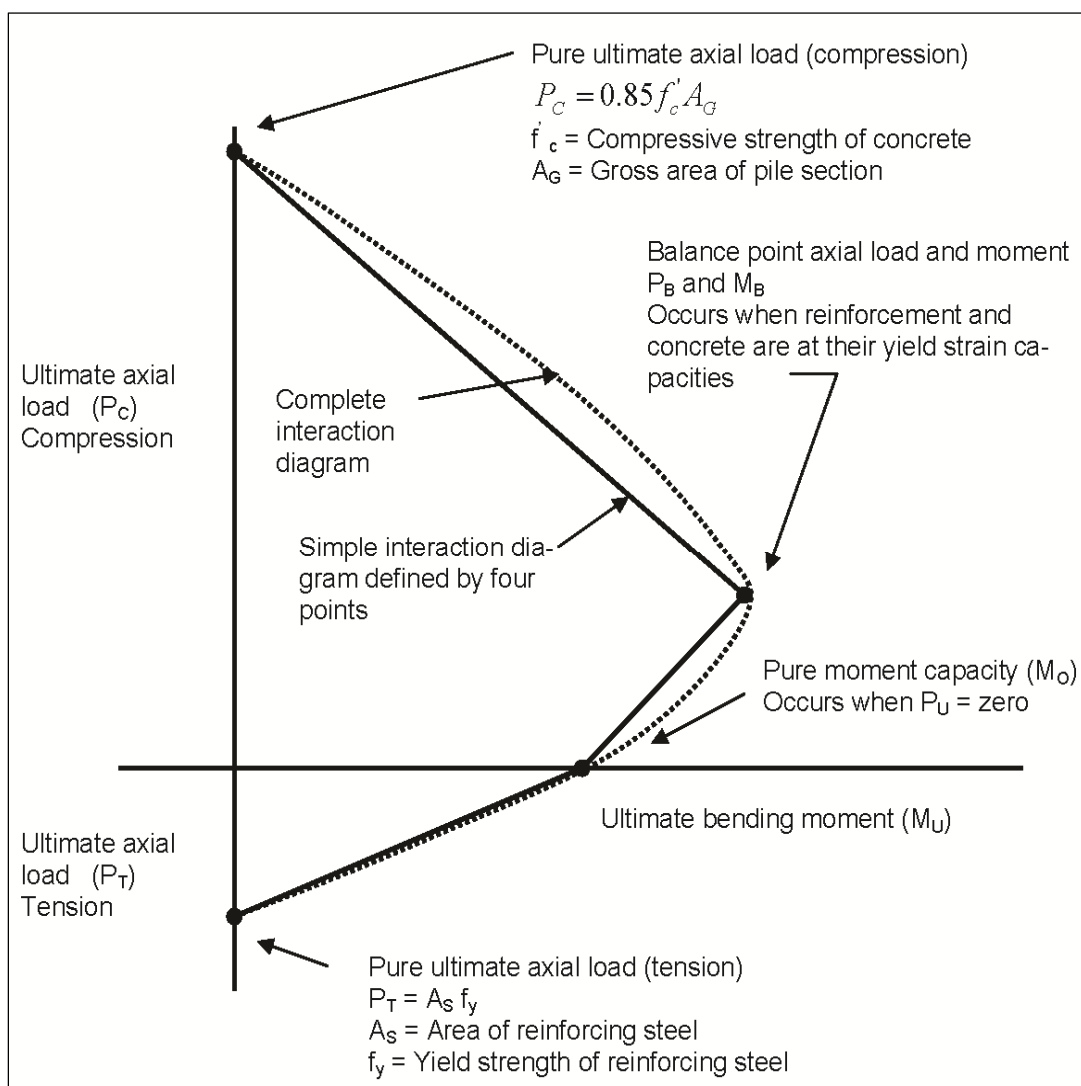 Pure ultimate axial load (compression)
P_C = 0.85f_c' A_G
f'_c = Compressive strength of concrete
A_G = Gross area of pile section
Balance point axial load and moment
P_B and M_B
Occurs when reinforcement and
concrete are at their yield strain ca-
pacities
Ultimate axial
load (P_C)
Compression
Complete
interaction
diagram
Simple interaction dia-
gram defined by four
points
Pure moment capacity (M_O)
Occurs when P_U = zero
Ultimate bending moment (M_U)
Ultimate axial
load (P_T)
Tension
Pure ultimate axial load (tension)
P_T = A_S f_y
A_S = Area of reinforcing steel
f_y = Yield strength of reinforcing steel